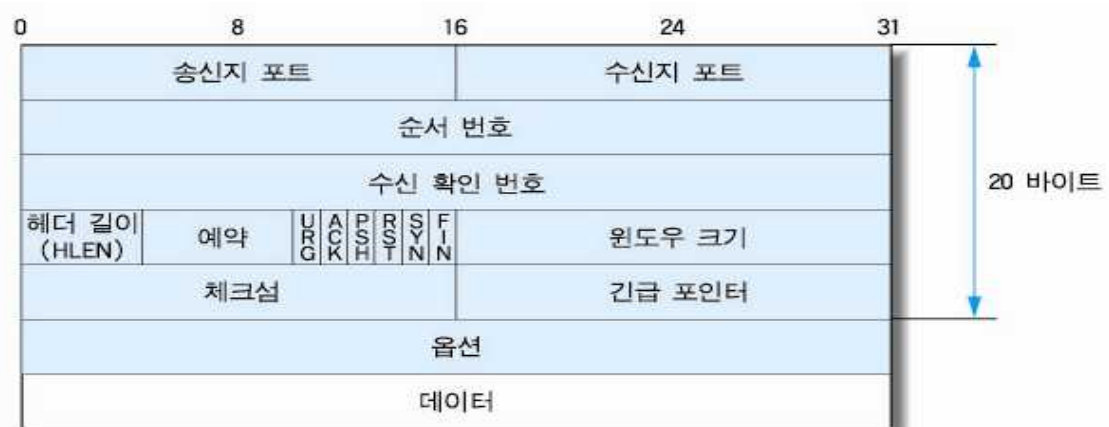 0 8 16 24 31
송신지 포트 수신지 포트
순서 번호
수신 확인 번호
20 바이트
헤더 길이 (HLEN) 예약 URG ACK PSH RST SYN FIN 윈도우 크기
체크섬 긴급 포인터
옵션
데이터